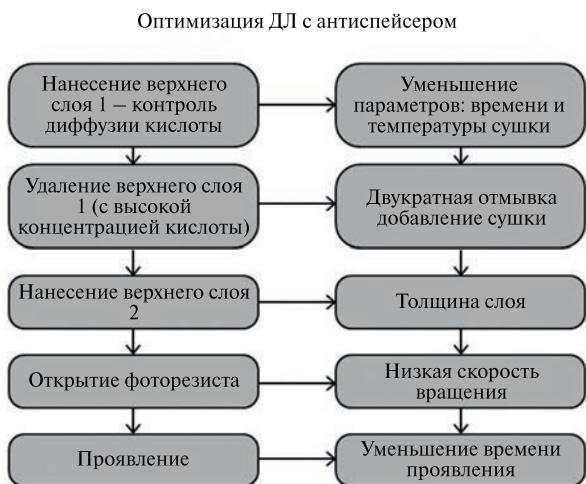 Оптимизация ДЛ с антиспейсером
Нанесение верхнего
слоя 1 – контроль
диффузии кислоты
Уменьшение
параметров: времени и
температуры сушки
Удаление верхнего слоя
1 (с высокой
концентрацией кислоты)
Двукратная отмывка
добавление сушки
Нанесение верхнего слоя
2
Толщина слоя
Открытие фоторезиста
Низкая скорость
вращения
Проявление
Уменьшение времени
проявления